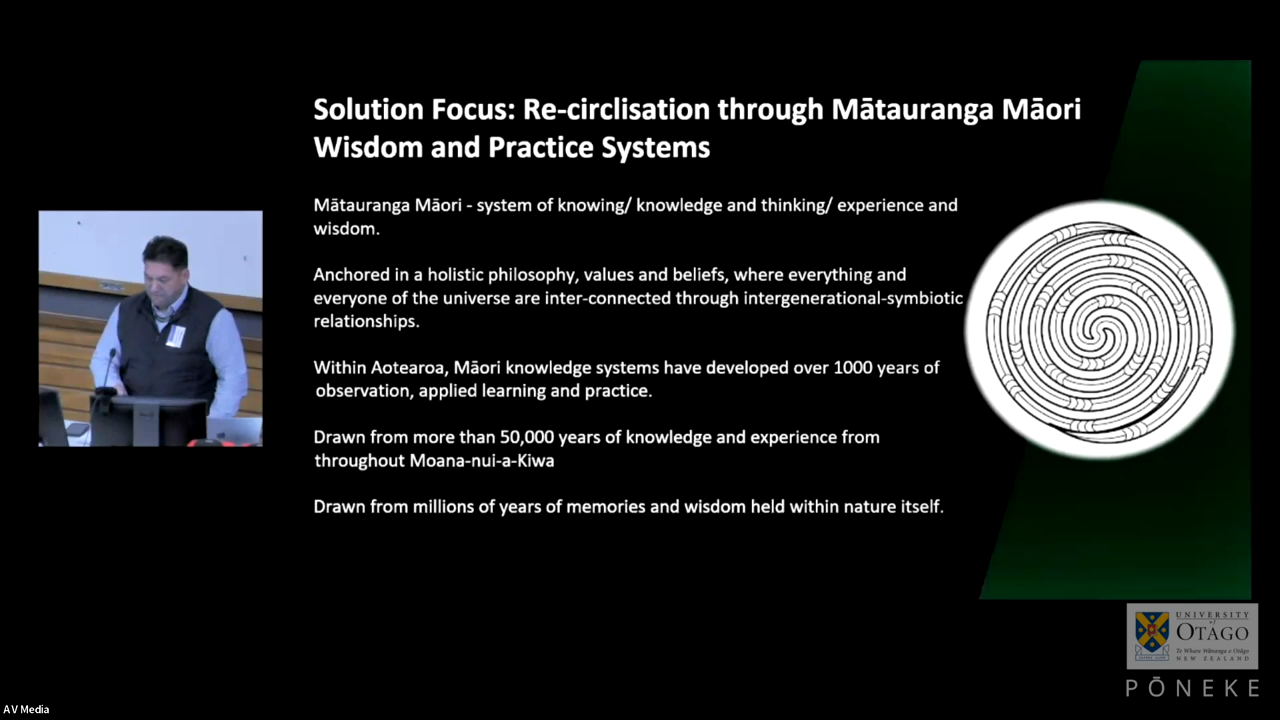 Solution Focus: Re-circlisation through Mātauranga Māori
Wisdom and Practice Systems
Mātauranga Māori - system of knowing/ knowledge and thinking/ experience and
wisdom.
Anchored in a holistic philosophy, values and beliefs, where everything and
everyone of the universe are inter-connected through intergenerational-symbiotic
relationships.
Within Aotearoa, Māori knowledge systems have developed over 1000 years of
observation, applied learning and practice.
Drawn from more than 50,000 years of knowledge and experience from
throughout Moana-nui-a-Kiwa
Drawn from millions of years of memories and wisdom held within nature itself.
UNIVERSITY
of
OTAGO
Te Whare Wānanga o Otāgo
NEW ZEALAND
PŌNEKE
AV Media